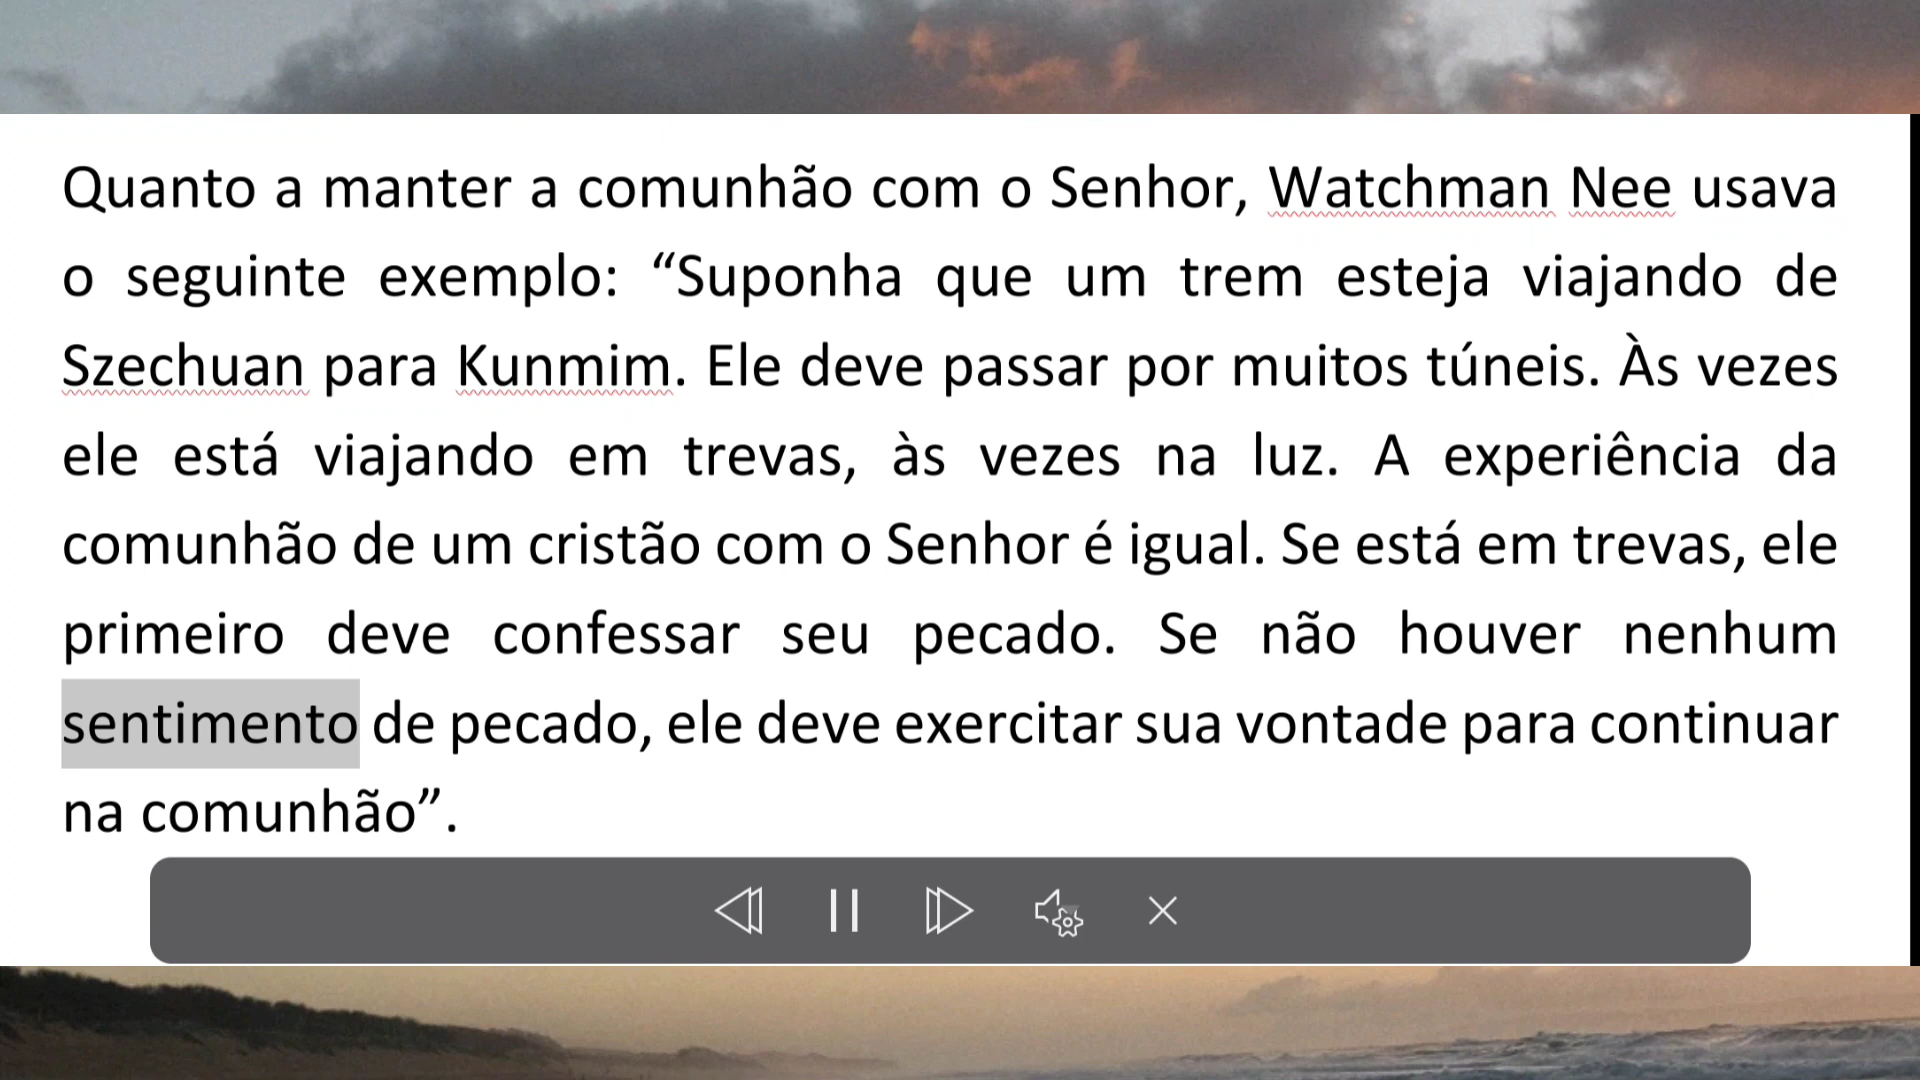 Quanto a manter a comunhão com o Senhor, Watchman Nee usava
o seguinte exemplo: “Suponha que um trem esteja viajando de
Szechuan para Kunmim. Ele deve passar por muitos túneis. Às vezes
ele está viajando em trevas, às vezes na luz. A experiência da
comunhão de um cristão com o Senhor é igual. Se está em trevas, ele
primeiro deve confessar seu pecado. Se não houver nenhum
sentimento de pecado, ele deve exercitar sua vontade para continuar
na comunhão”.